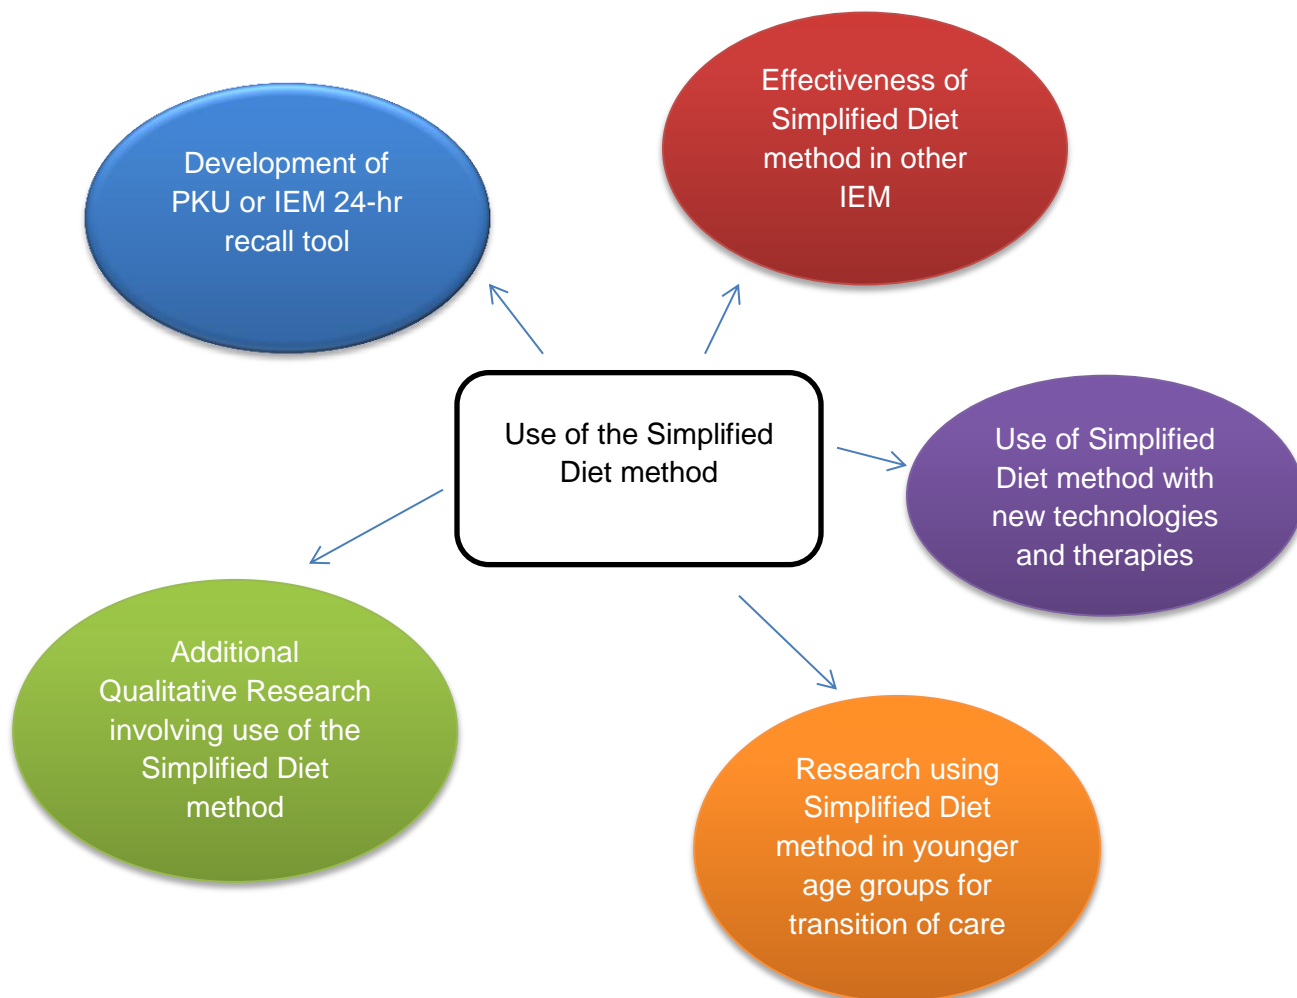 Development of
PKU or IEM 24-hr
recall tool
Effectiveness of
Simplified Diet
method in other
IEM
Use of the Simplified
Diet method
Use of Simplified
Diet method with
new technologies
and therapies
Additional
Qualitative Research
involving use of the
Simplified Diet
method
Research using
Simplified Diet
method in younger
age groups for
transition of care